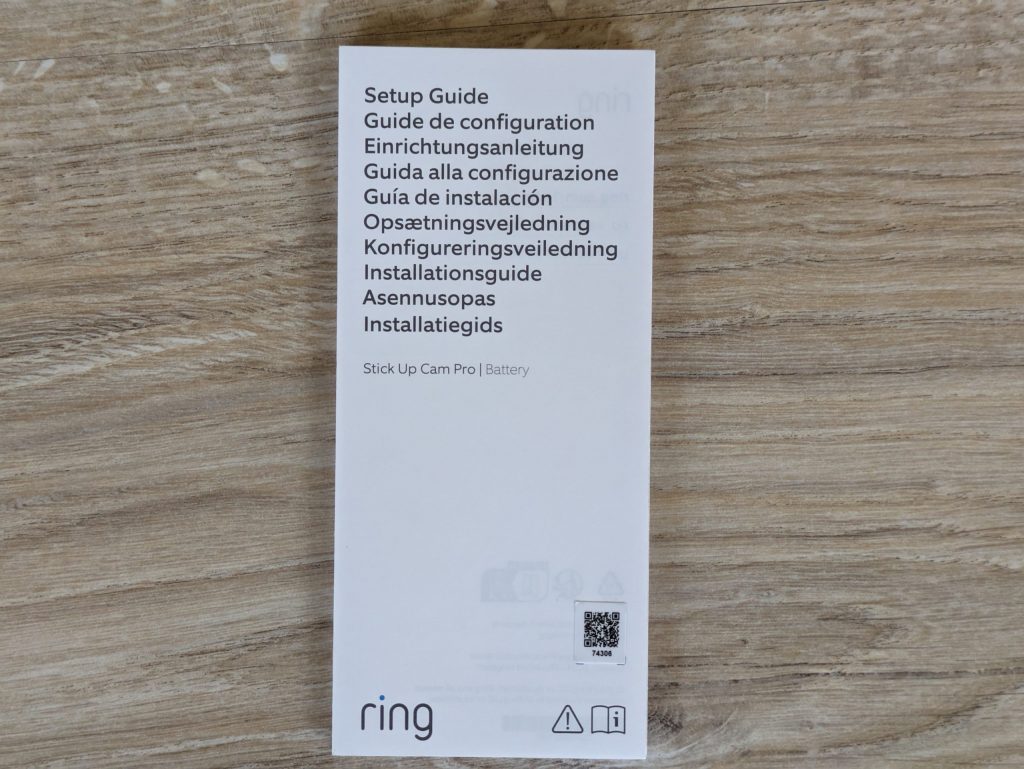 Setup Guide
Guide de configuration
Einrichtungsanleitung
Guida alla configurazione
Guía de instalación
Opsætningsvejledning
Konfigureringsveiledning
Installationsguide
Asennusopas
Installatiegids
Stick Up Cam Pro | Battery
74306
ring